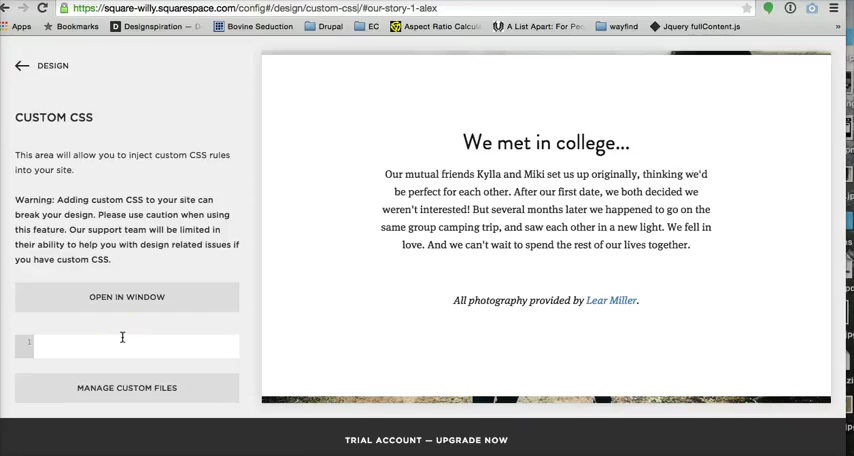 https://square-willy.squarespace.com/config#/design/custom-css/#our-story-1-alex
Apps Bookmarks Designspiration — D Bovine Seduction Drupal EC Aspect Ratio Calcula A List Apart: For Pe wayfind Jquery fullContent.js »
DESIGN
CUSTOM CSS
This area will allow you to inject custom CSS rules
into your site.
Warning: Adding custom CSS to your site can
break your design. Please use caution when using
this feature. Our support team will be limited in
their ability to help you with design related issues if
you have custom CSS.
OPEN IN WINDOW
1
MANAGE CUSTOM FILES
We met in college...
Our mutual friends Kylla and Miki set us up originally, thinking we'd
be perfect for each other. After our first date, we both decided we
weren't interested! But several months later we happened to go on the
same group camping trip, and saw each other in a new light. We fell in
love. And we can't wait to spend the rest of our lives together.
All photography provided by Lear Miller.
TRIAL ACCOUNT — UPGRADE NOW